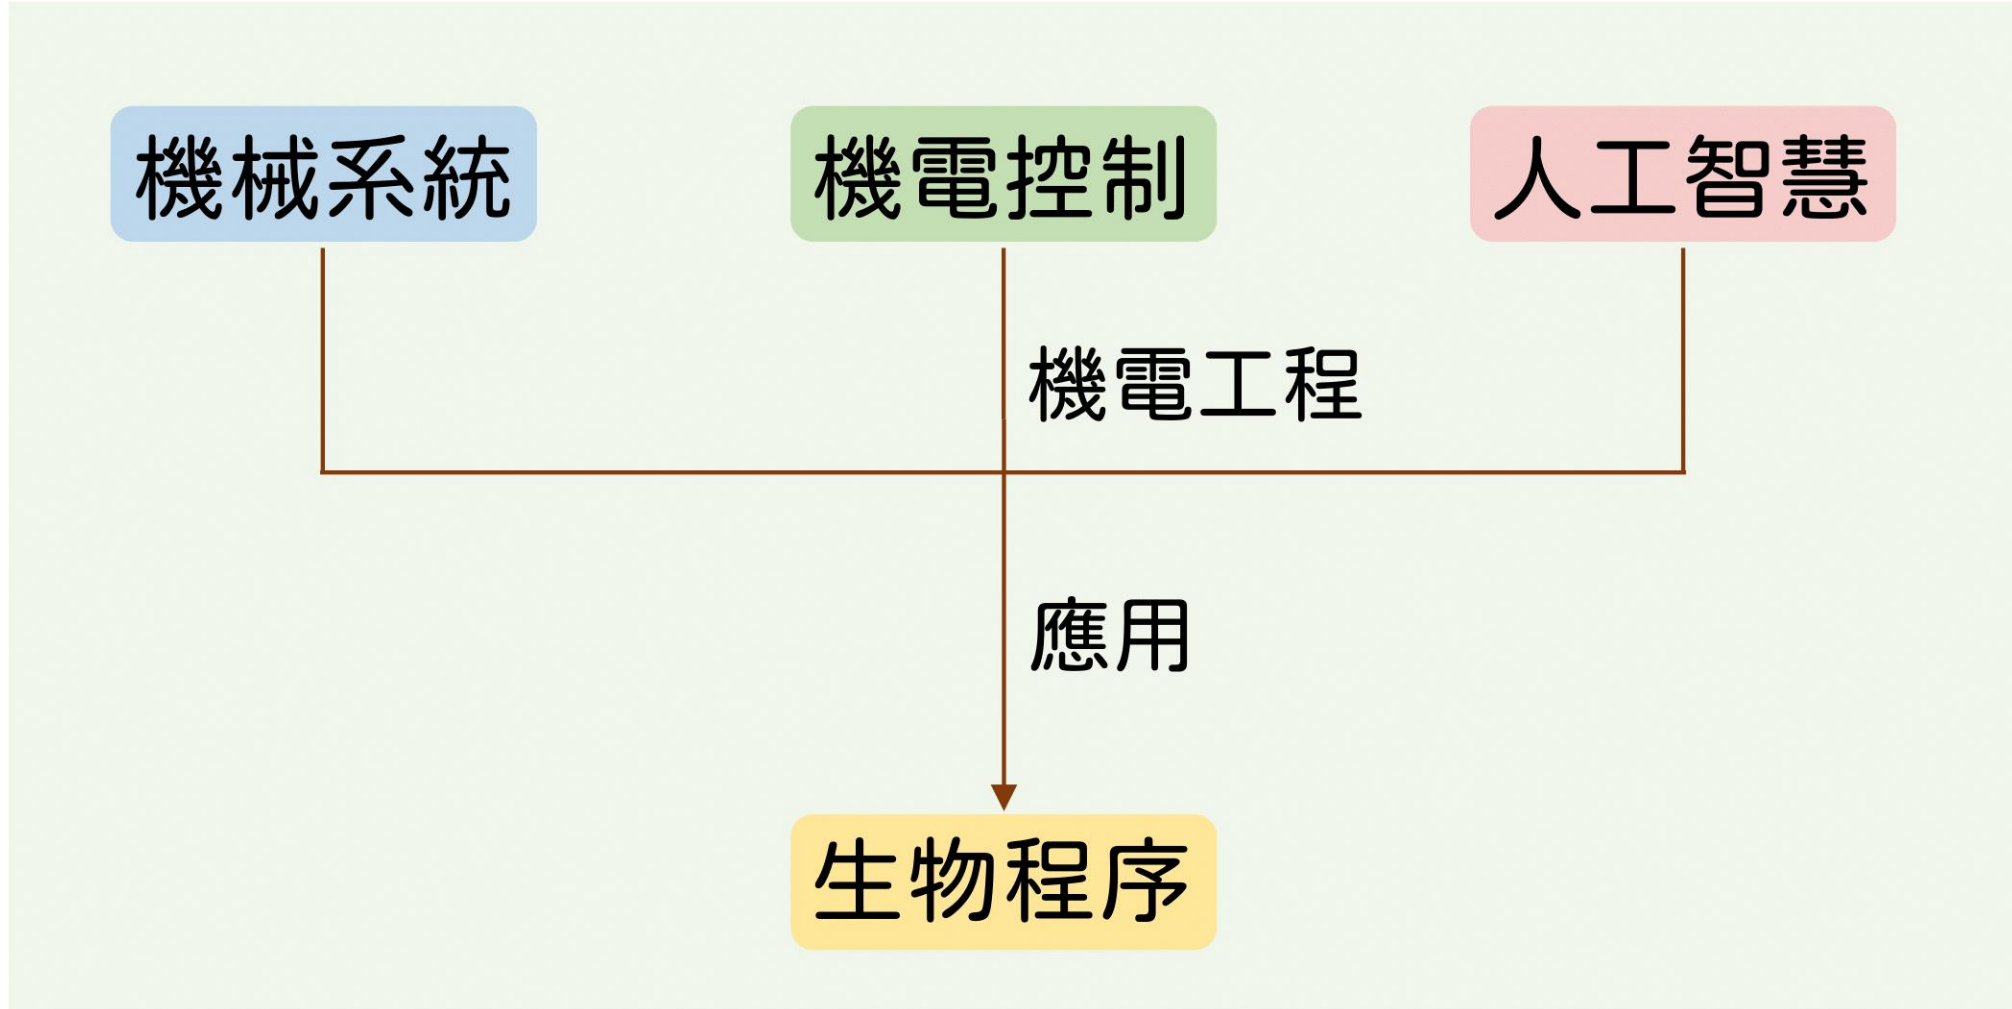 機械系統
機電控制
人工智慧
機電工程
應用
生物程序